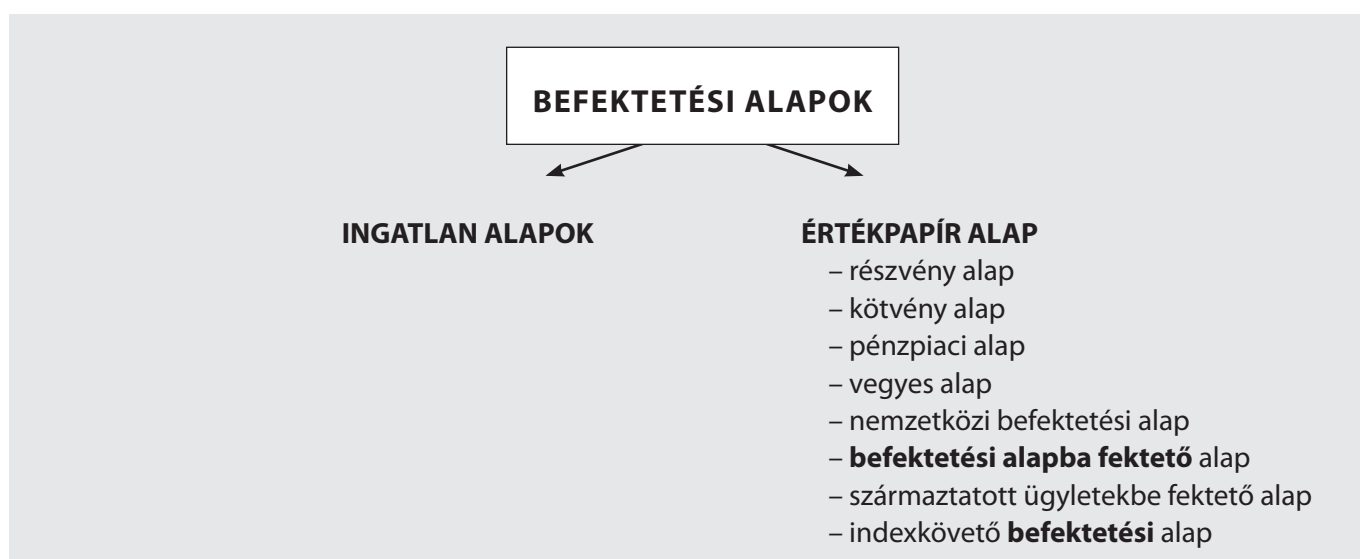 BEFEKTETÉSI ALAPOK
INGATLAN ALAPOK
ÉRTÉKPAPÍR ALAP
– részvény alap
– kötvény alap
– pénzpiaci alap
– vegyes alap
– nemzetközi befektetési alap
– befektetési alapba fektető alap
– származtatott ügyletekbe fektető alap
– indexkövető befektetési alap